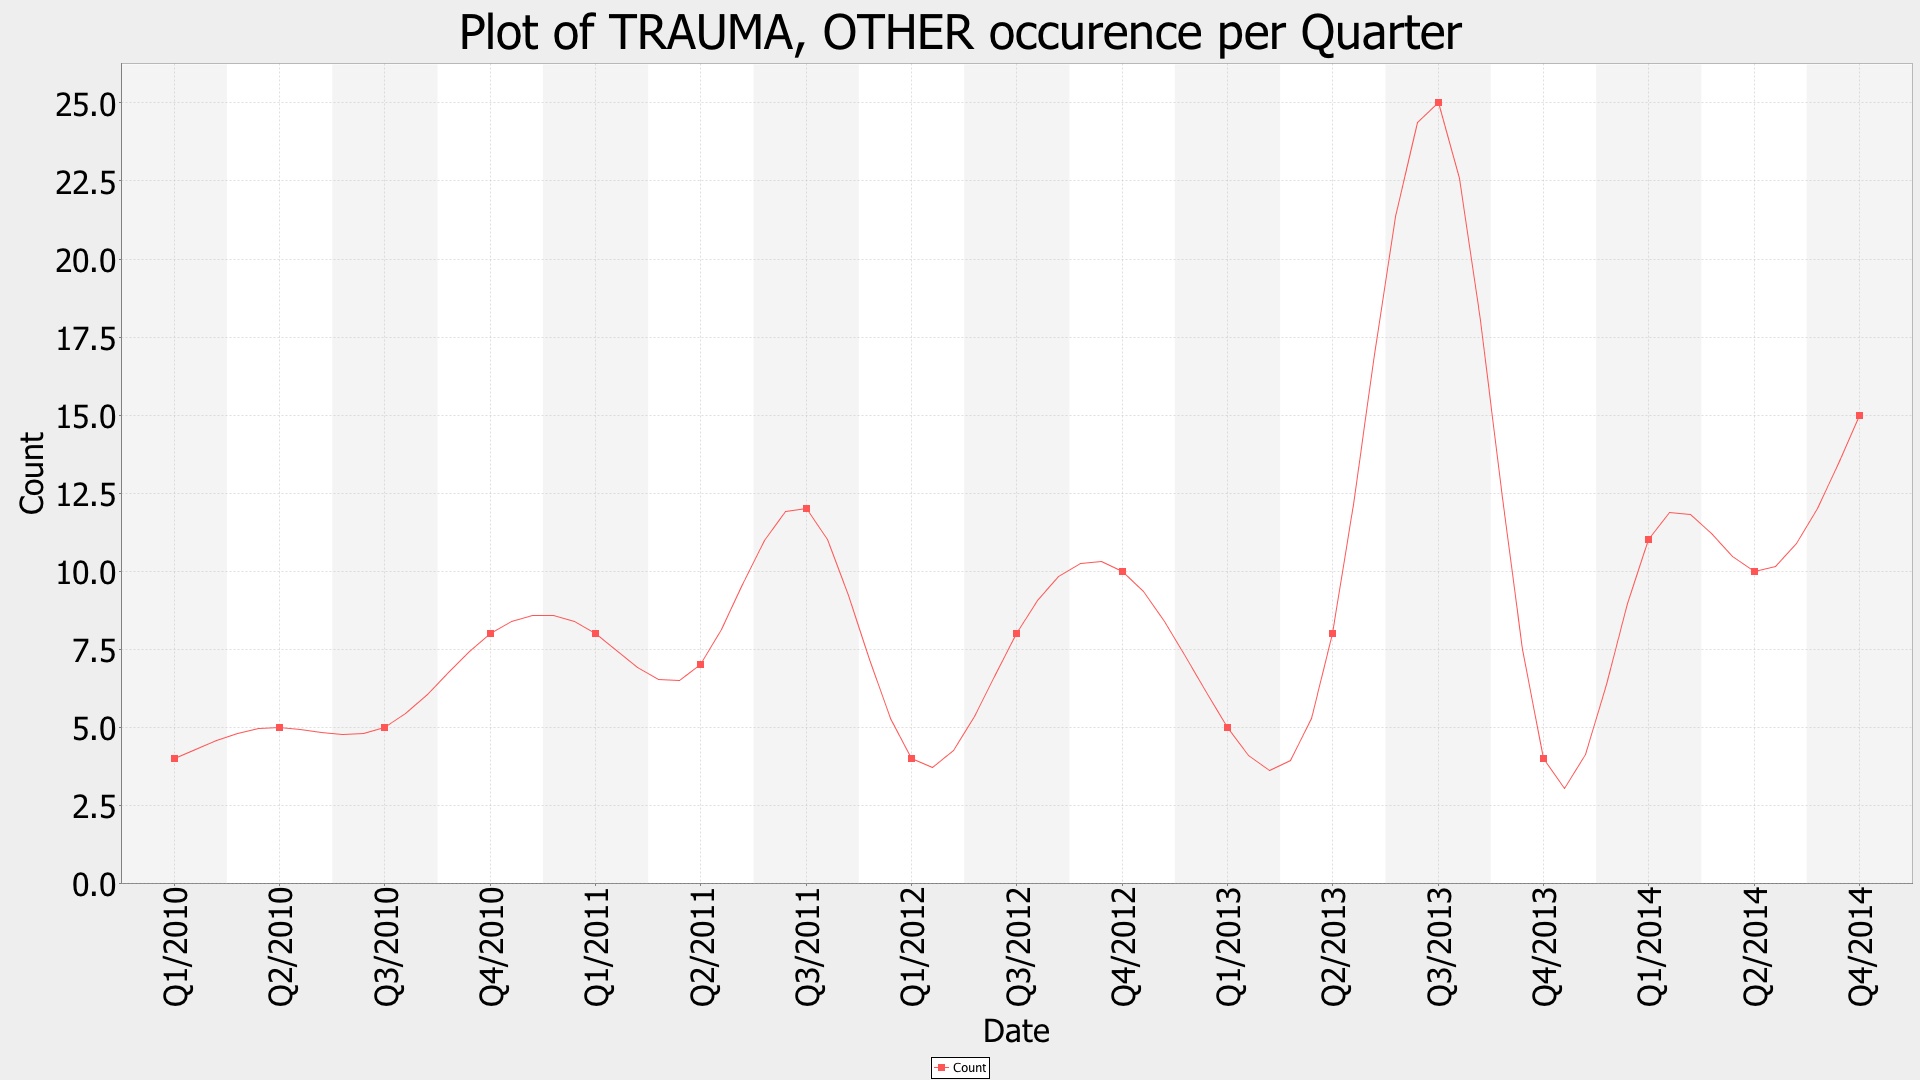 Plot of TRAUMA, OTHER occurence per Quarter
Count
25.0
22.5
20.0
17.5
15.0
12.5
10.0
7.5
5.0
2.5
0.0
Q1/2010
Q2/2010
Q3/2010
Q4/2010
Q1/2011
Q2/2011
Q3/2011
Q1/2012
Q3/2012
Q4/2012
Q1/2013
Q2/2013
Q3/2013
Q4/2013
Q1/2014
Q2/2014
Q4/2014
Date
Count